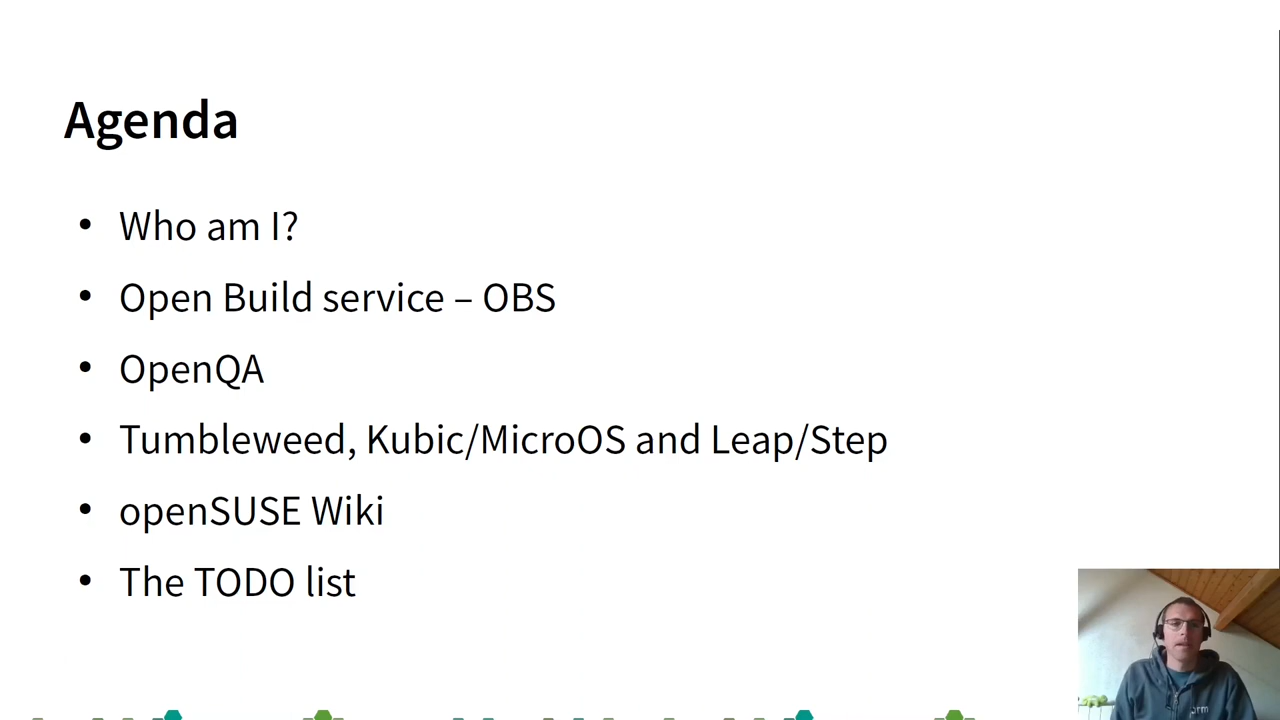 Agenda
Who am I?
Open Build service – OBS
OpenQA
Tumbleweed, Kubic/MicroOS and Leap/Step
openSUSE Wiki
The TODO list